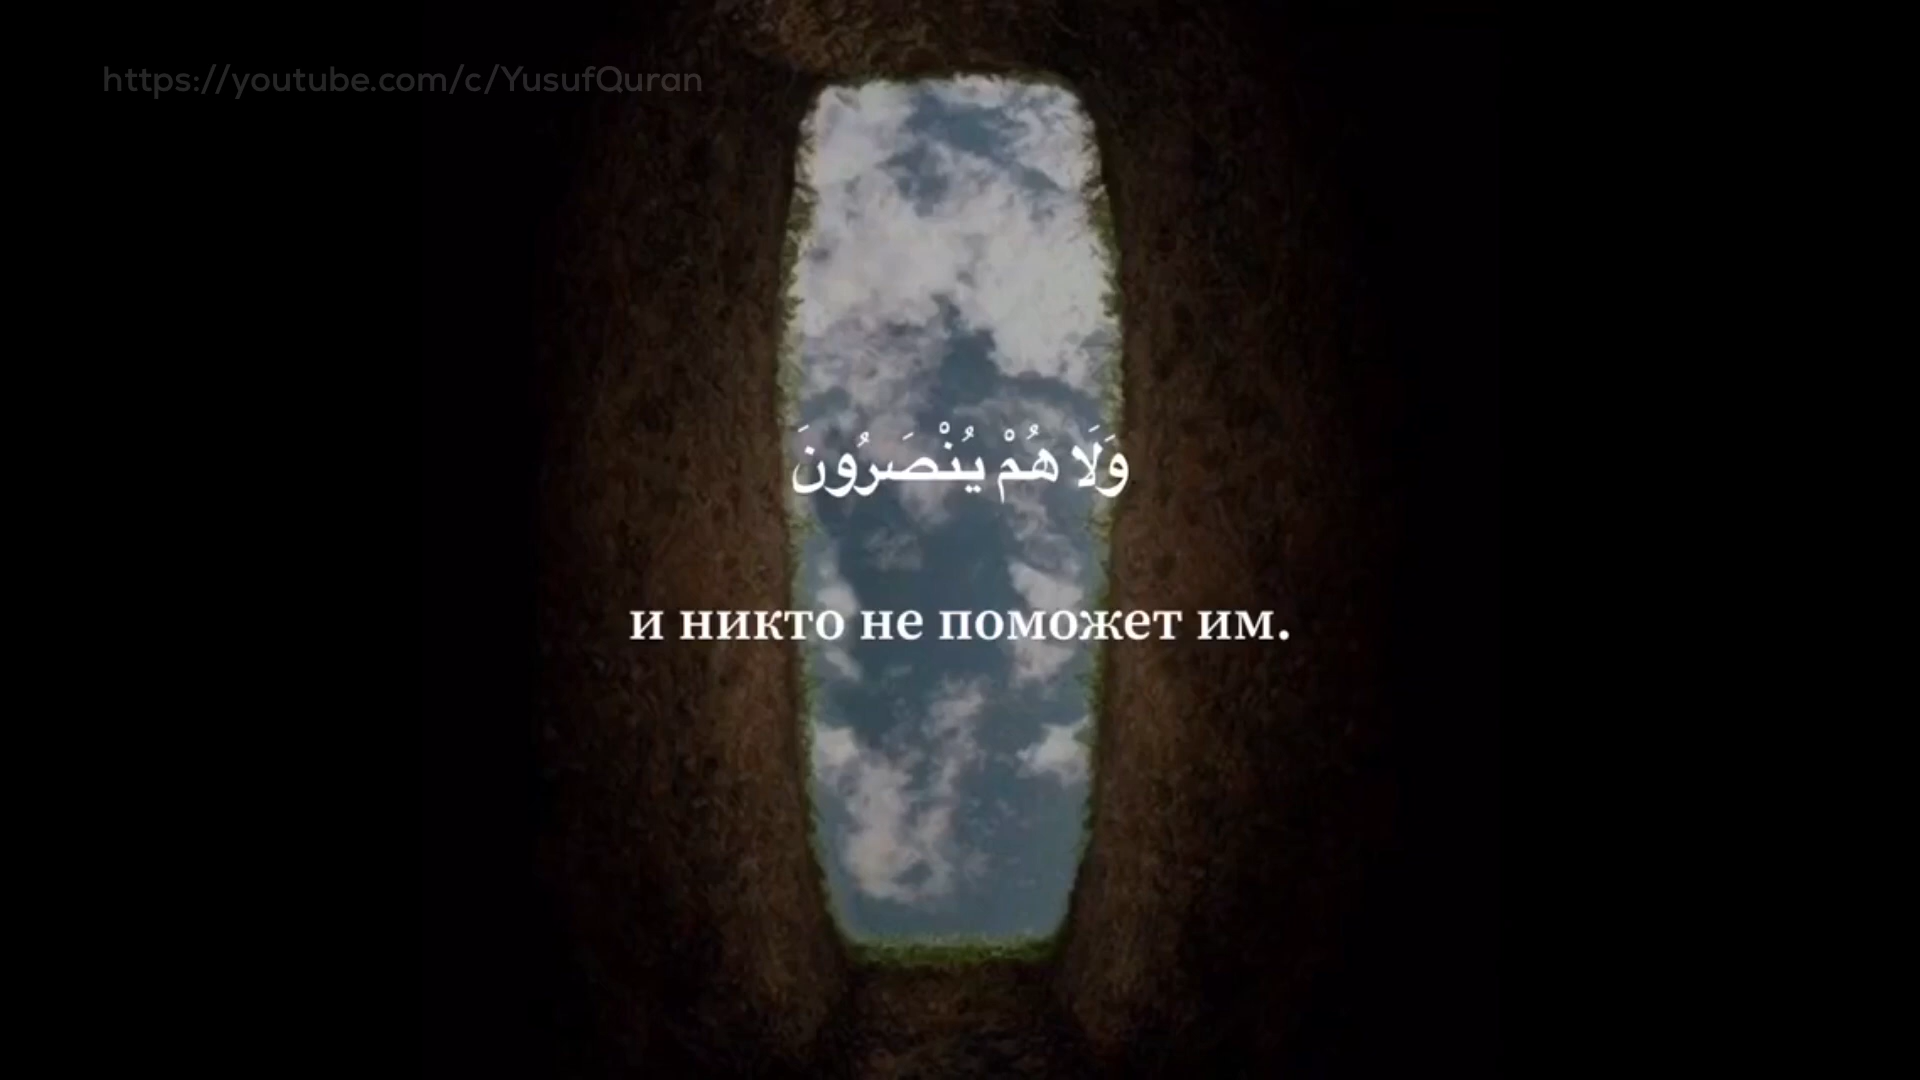 https://youtube.com/c/YusufQuran
وَلَا هُمْ يُنْصَرُونَ
и никто не поможет им.